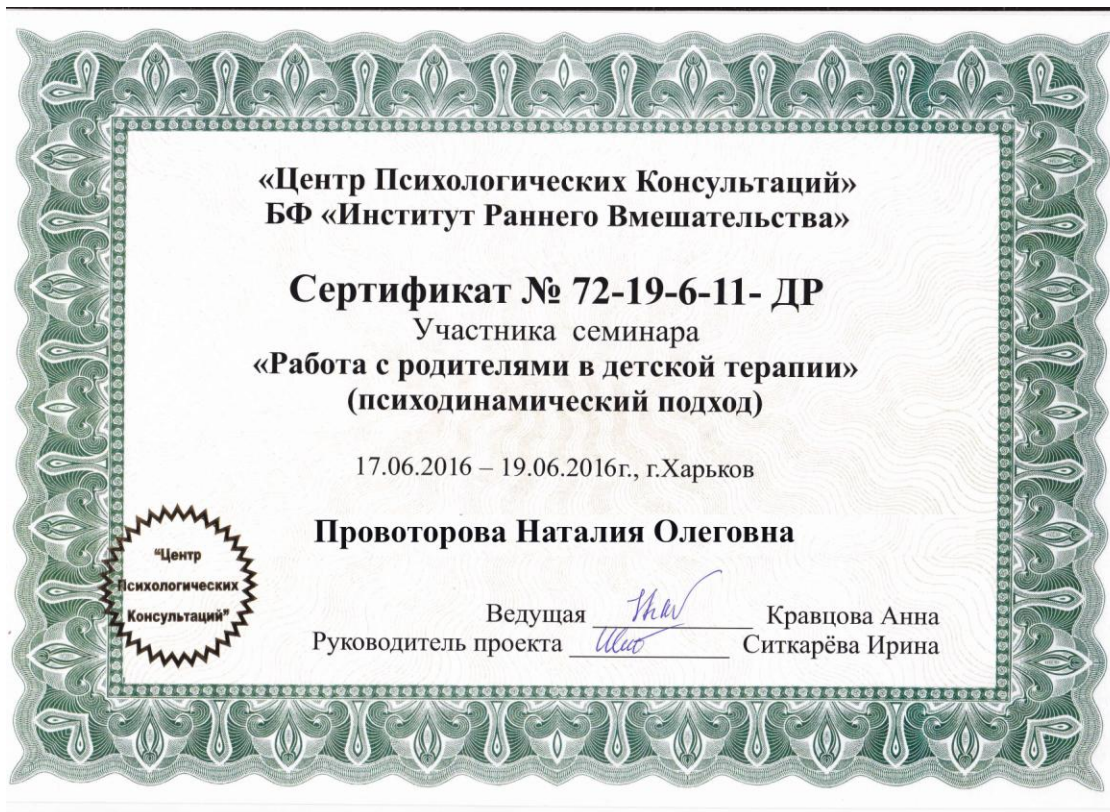 «Центр Психологических Консультаций»
БФ «Институт Раннего Вмешательства»
Сертификат № 72-19-6-11- ДР
Участника семинара
«Работа с родителями в детской терапии»
(психодинамический подход)
17.06.2016 – 19.06.2016г., г.Харьков
Провоторова Наталия Олеговна
“Центр
Психологических
Консультаций”
Ведущая Кравцова Анна
Руководитель проекта Ситкарёва Ирина